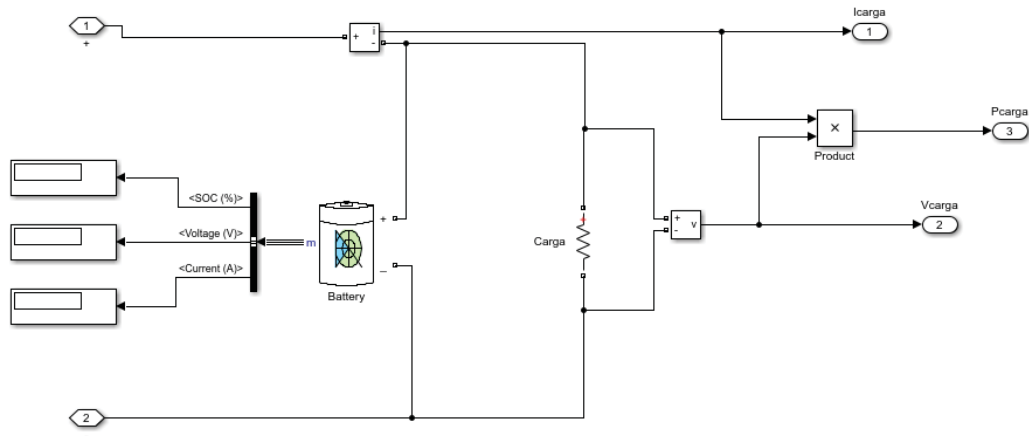 Icarga
1
+
i
+
-
1
Pcarga
3
×
Product
<SOC (%)>
Vcarga
2
+
-
v
<Voltage (V)>
m
+
_
Battery
+
Carga
<Current (A)>
2